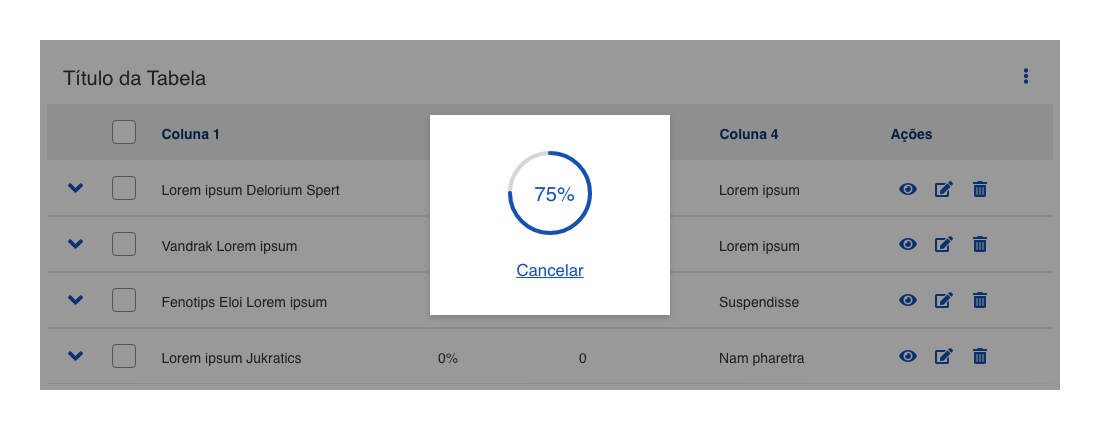 Título da Tabela
Coluna 1 Coluna 4 Ações
Lorem ipsum Delorium Spert Lorem ipsum
75%
Vandrak Lorem ipsum Lorem ipsum
Cancelar
Fenotips Eloi Lorem ipsum Suspendisse
Lorem ipsum Jukratics 0% 0 Nam pharetra